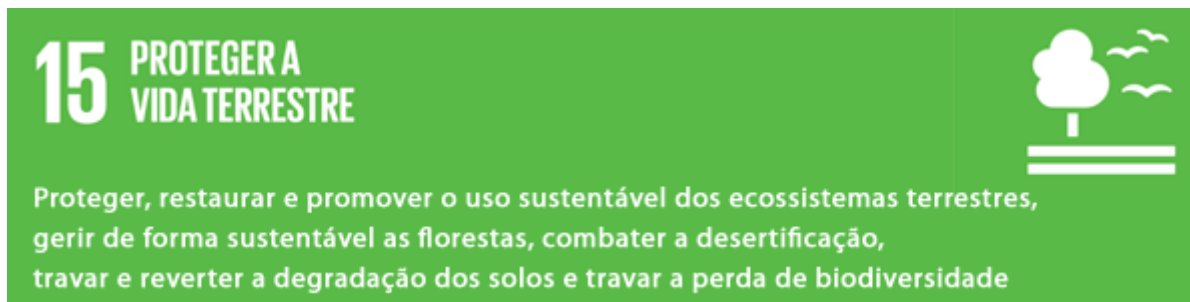 15 PROTEGER A
VIDA TERRESTRE
Proteger, restaurar e promover o uso sustentável dos ecossistemas terrestres,
gerir de forma sustentável as florestas, combater a desertificação,
travar e reverter a degradação dos solos e travar a perda de biodiversidade